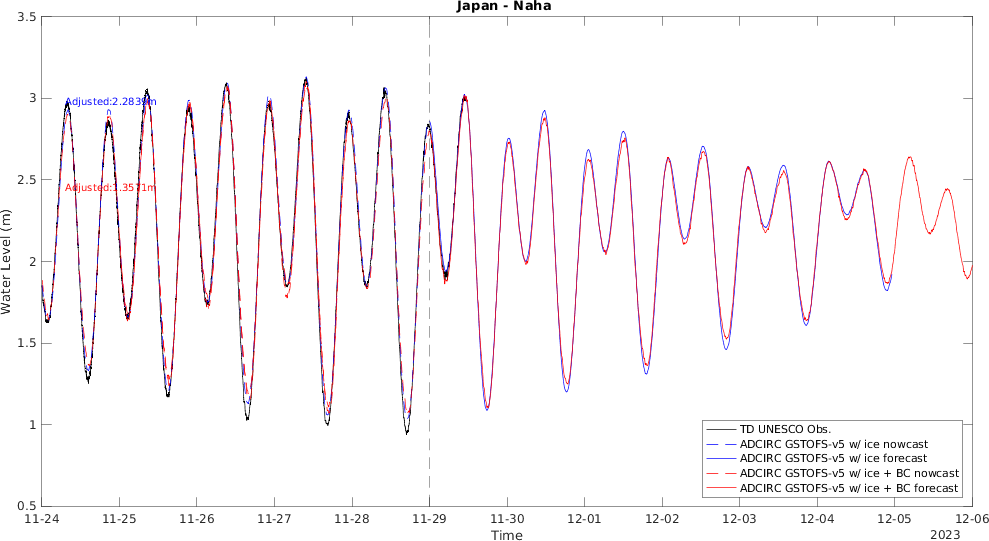 Japan - Naha
3.5
3
2.5
2
1.5
1
0.5
Water Level (m)
Adjusted:2.2839m
Adjusted:1.3571m
TD UNESCO Obs.
ADCIRC GSTOFS-v5 w/ ice nowcast
ADCIRC GSTOFS-v5 w/ ice forecast
ADCIRC GSTOFS-v5 w/ ice + BC nowcast
ADCIRC GSTOFS-v5 w/ ice + BC forecast
11-24 11-25 11-26 11-27 11-28 11-29 11-30 12-01 12-02 12-03 12-04 12-05 12-06
Time
2023